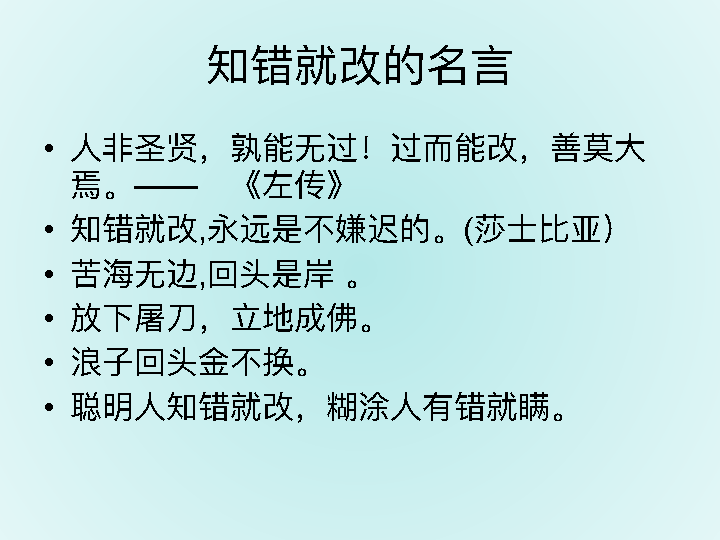 知错就改的名言
• 人非圣贤，孰能无过！过而能改，善莫大
焉。—— 《左传》
• 知错就改,永远是不嫌迟的。(莎士比亚）
• 苦海无边,回头是岸 。
• 放下屠刀，立地成佛。
• 浪子回头金不换。
• 聪明人知错就改，糊涂人有错就瞒。